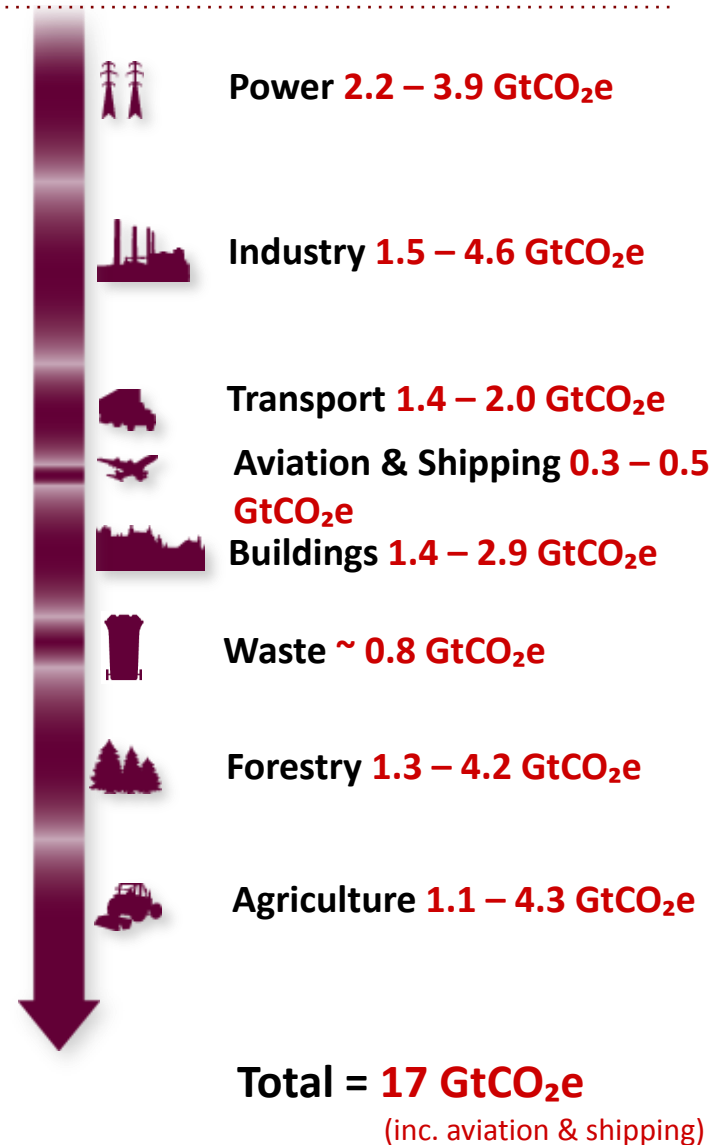 Power 2.2 – 3.9 GtCO₂e
Industry 1.5 – 4.6 GtCO₂e
Transport 1.4 – 2.0 GtCO₂e
Aviation & Shipping 0.3 – 0.5
GtCO₂e
Buildings 1.4 – 2.9 GtCO₂e
Waste ~ 0.8 GtCO₂e
Forestry 1.3 – 4.2 GtCO₂e
Agriculture 1.1 – 4.3 GtCO₂e
Total = 17 GtCO₂e
(inc. aviation & shipping)